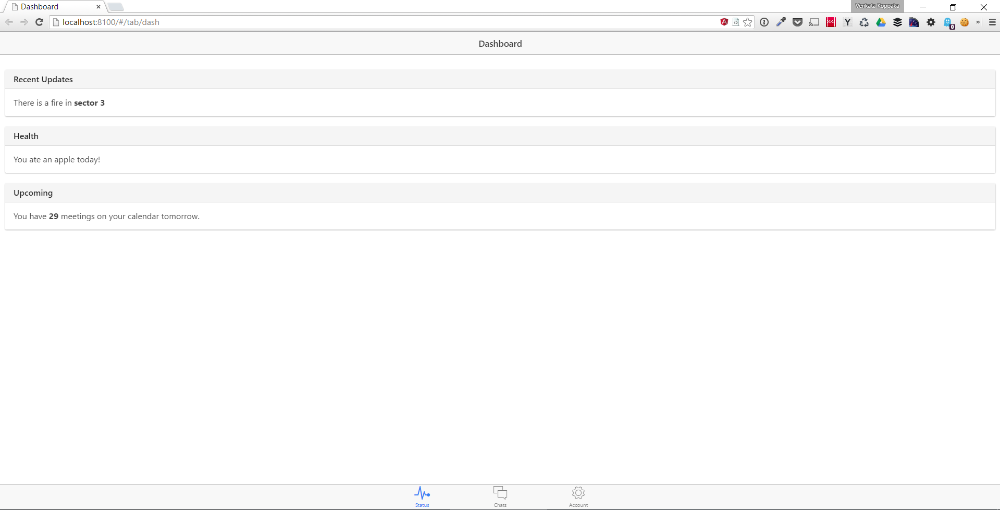 Dashboard
Venkata Koppaka
localhost:8100/#/tab/dash
Y
»
0
Dashboard
Recent Updates
There is a fire in sector 3
Health
You ate an apple today!
Upcoming
You have 29 meetings on your calendar tomorrow.
Status
Chats
Account